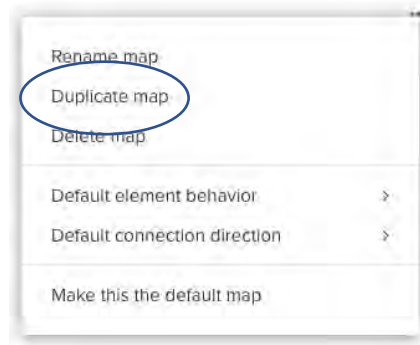 Rename map
Duplicate map
Delete map
Default element behavior
Default connection direction
Make this the default map